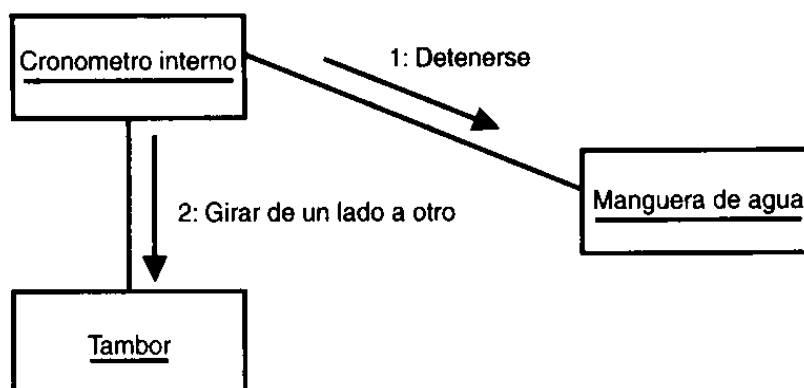 Cronometro interno
1: Detenerse
Manguera de agua
2: Girar de un lado a otro
Tambor